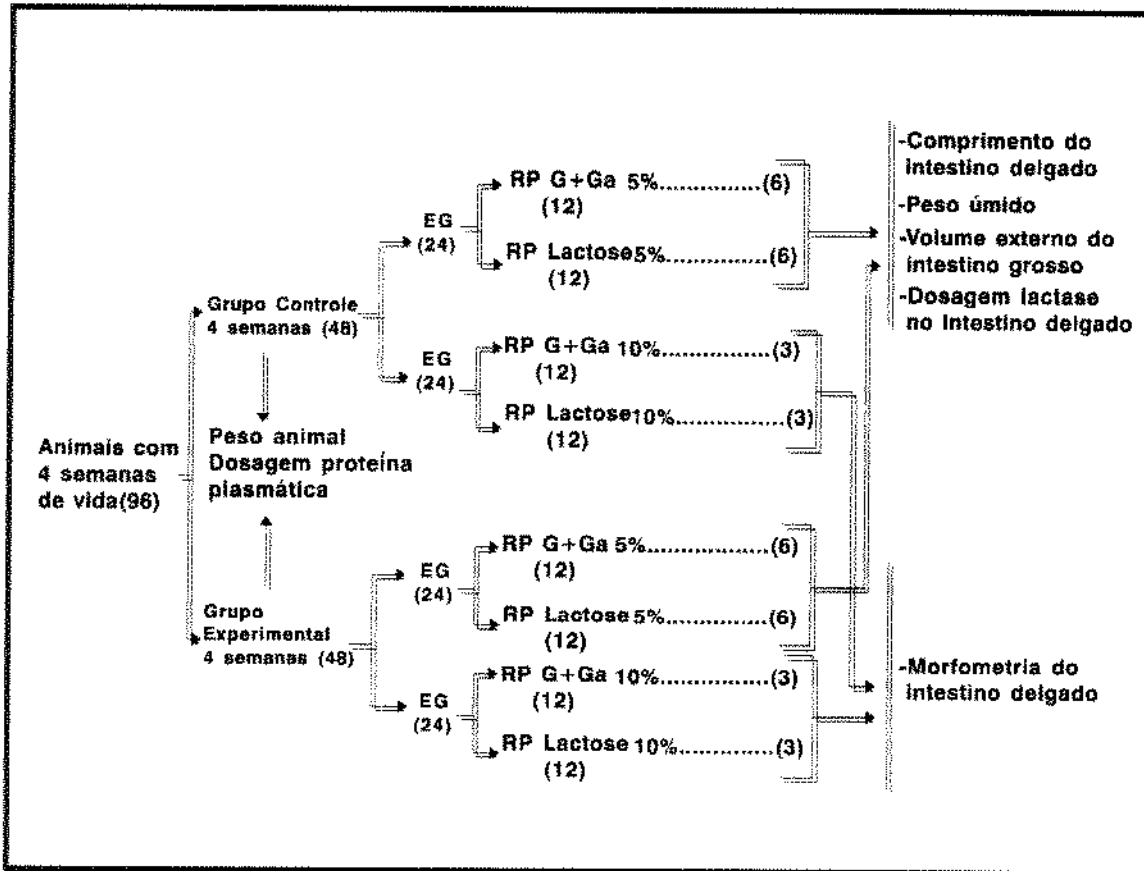 -Comprimento do
intestino delgado
-Peso úmido
-Volume externo do
intestino grosso
-Dosagem lactase
no Intestino delgado
RP G+Ga 5%..............(6)
(12)
EG
(24)
RP Lactose5%............(6)
(12)
Grupo Controle
4 semanas (48)
RP G+Ga 10%............(3)
(12)
EG
(24)
RP Lactose10%............(3)
(12)
Animais com
4 semanas
de vida(96)
Peso animal
Dosagem proteína
plasmática
RP G+Ga 5%..............(6)
(12)
EG
(24)
RP Lactose 5%............(6)
(12)
Grupo
Experimental
4 semanas (48)
RP G+Ga 10%............(3)
(12)
EG
(24)
RP Lactose 10%..........(3)
(12)
-Morfometria do
intestino delgado